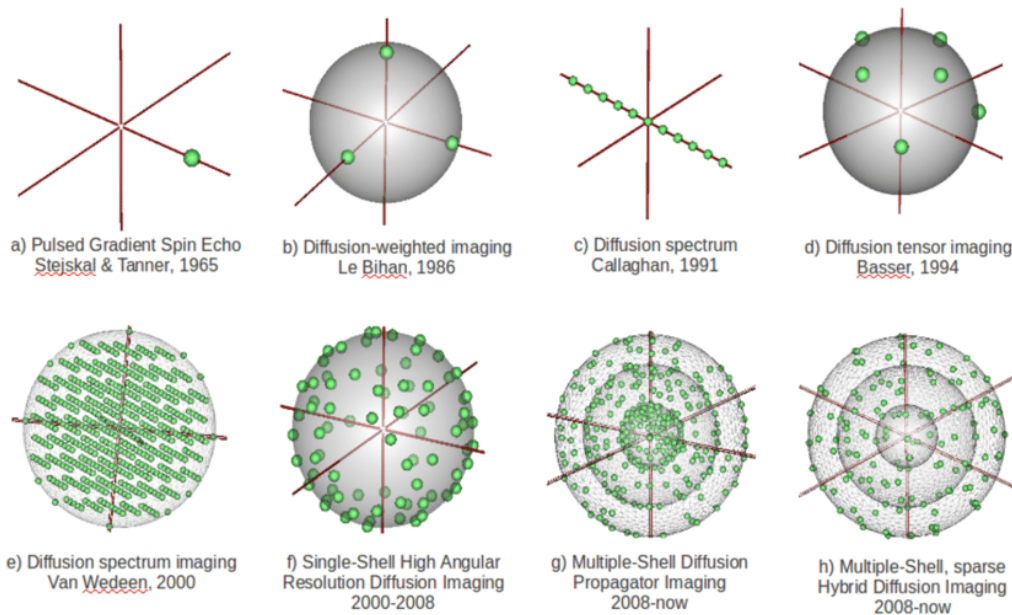 a) Pulsed Gradient Spin Echo
Stejskal & Tanner, 1965
b) Diffusion-weighted imaging
Le Bihan, 1986
c) Diffusion spectrum
Callaghan, 1991
d) Diffusion tensor imaging
Basser, 1994
e) Diffusion spectrum imaging
Van Wedeen, 2000
f) Single-Shell High Angular
Resolution Diffusion Imaging
2000-2008
g) Multiple-Shell Diffusion
Propagator Imaging
2008-now
h) Multiple-Shell, sparse
Hybrid Diffusion Imaging
2008-now